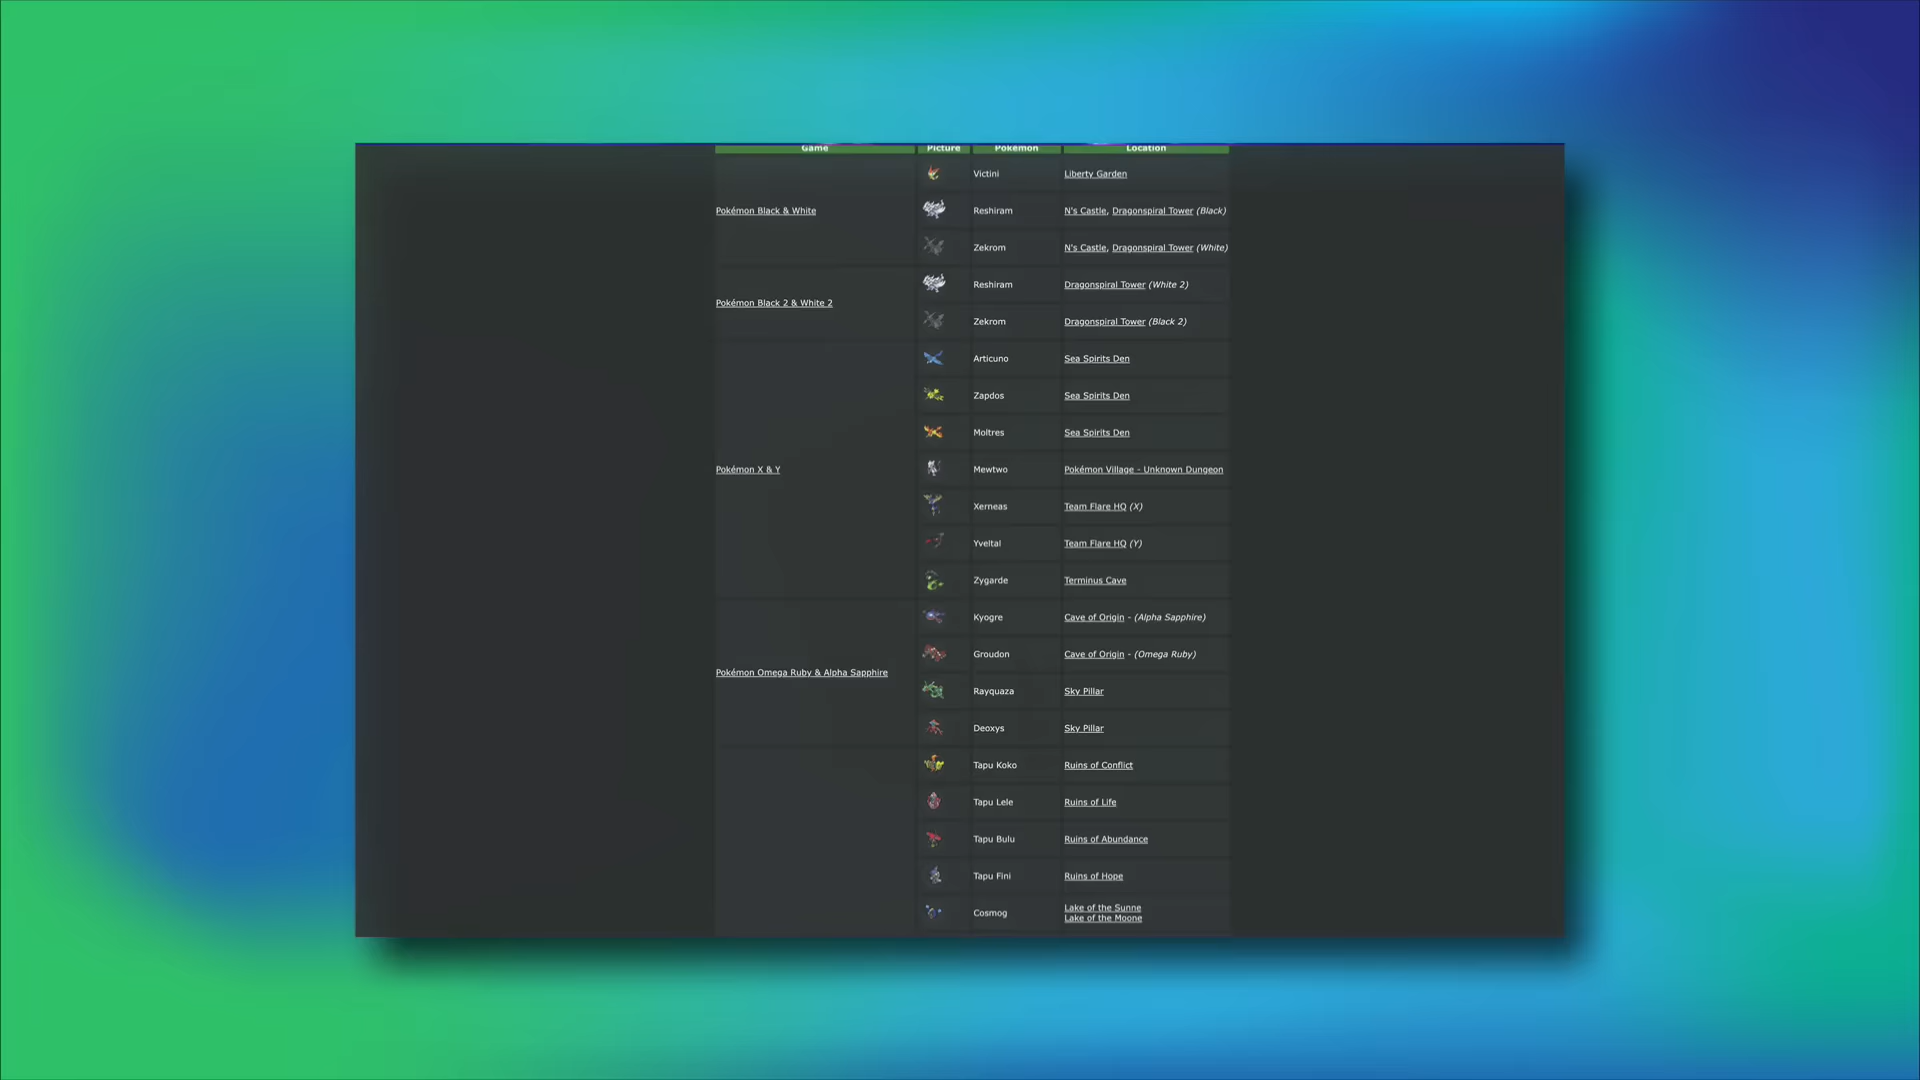 Game Picture Pokémon Location
Victini Liberty Garden
Pokémon Black & White Reshiram N's Castle, Dragonspiral Tower (Black)
Zekrom N's Castle, Dragonspiral Tower (White)
Reshiram Dragonspiral Tower (White 2)
Pokémon Black 2 & White 2
Zekrom Dragonspiral Tower (Black 2)
Articuno Sea Spirits Den
Zapdos Sea Spirits Den
Moltres Sea Spirits Den
Pokémon X & Y Mewtwo Pokémon Village - Unknown Dungeon
Xerneas Team Flare HQ (X)
Yveltal Team Flare HQ (Y)
Zygarde Terminus Cave
Kyogre Cave of Origin - (Alpha Sapphire)
Groudon Cave of Origin - (Omega Ruby)
Pokémon Omega Ruby & Alpha Sapphire
Rayquaza Sky Pillar
Deoxys Sky Pillar
Tapu Koko Ruins of Conflict
Tapu Lele Ruins of Life
Tapu Bulu Ruins of Abundance
Tapu Fini Ruins of Hope
Cosmog Lake of the Sunne
Lake of the Moone